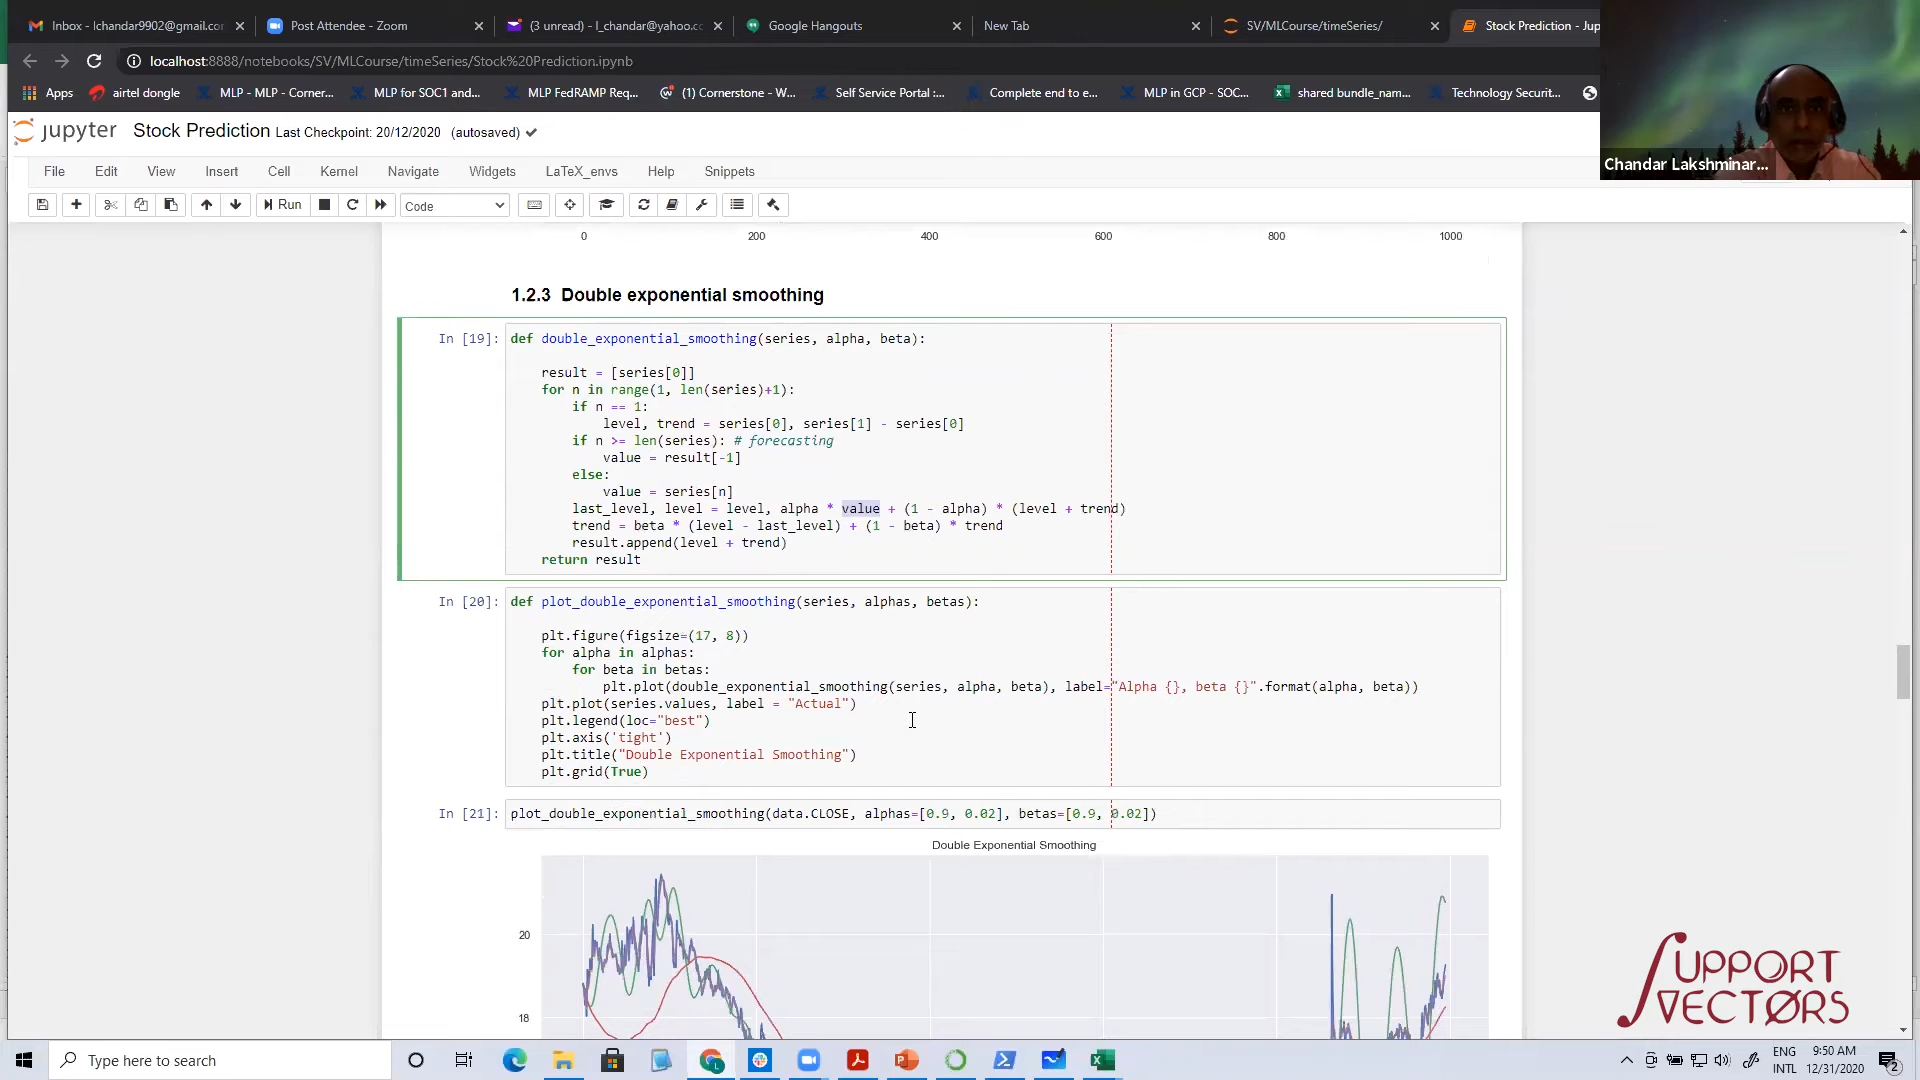 Inbox - lchandar9902@gmail.cor
Post Attendee - Zoom
(3 unread) - l_chandar@yahoo.cc
Google Hangouts
New Tab
SV/MLCourse/timeSeries/
Stock Prediction - Jup
localhost:8888/notebooks/SV/MLCourse/timeSeries/Stock%20Prediction.ipynb
Apps
airtel dongle
MLP - MLP - Corner...
MLP for SOC1 and...
MLP FedRAMP Req...
(1) Cornerstone - W...
Self Service Portal :...
Complete end to e...
MLP in GCP - SOC...
shared bundle_nam...
Technology Securit...
Chandar Lakshminar...
jupyter Stock Prediction Last Checkpoint: 20/12/2020 (autosaved)
File Edit View Insert Cell Kernel Navigate Widgets LaTeX_envs Help Snippets
Run
Code
0 200 400 600 800 1000
1.2.3 Double exponential smoothing
In [19]: def double_exponential_smoothing(series, alpha, beta):
result = [series[0]]
for n in range(1, len(series)+1):
if n == 1:
level, trend = series[0], series[1] - series[0]
if n >= len(series): # forecasting
value = result[-1]
else:
value = series[n]
last_level, level = level, alpha * value + (1 - alpha) * (level + trend)
trend = beta * (level - last_level) + (1 - beta) * trend
result.append(level + trend)
return result
In [20]: def plot_double_exponential_smoothing(series, alphas, betas):
plt.figure(figsize=(17, 8))
for alpha in alphas:
for beta in betas:
plt.plot(double_exponential_smoothing(series, alpha, beta), label="Alpha {}, beta {}".format(alpha, beta))
plt.plot(series.values, label = "Actual")
plt.legend(loc="best")
plt.axis('tight')
plt.title("Double Exponential Smoothing")
plt.grid(True)
In [21]: plot_double_exponential_smoothing(data.CLOSE, alphas=[0.9, 0.02], betas=[0.9, 0.02])
Double Exponential Smoothing
20
18
SUPPORT
VECTORS
Type here to search
ENG
INTL
9:50 AM
12/31/2020
2